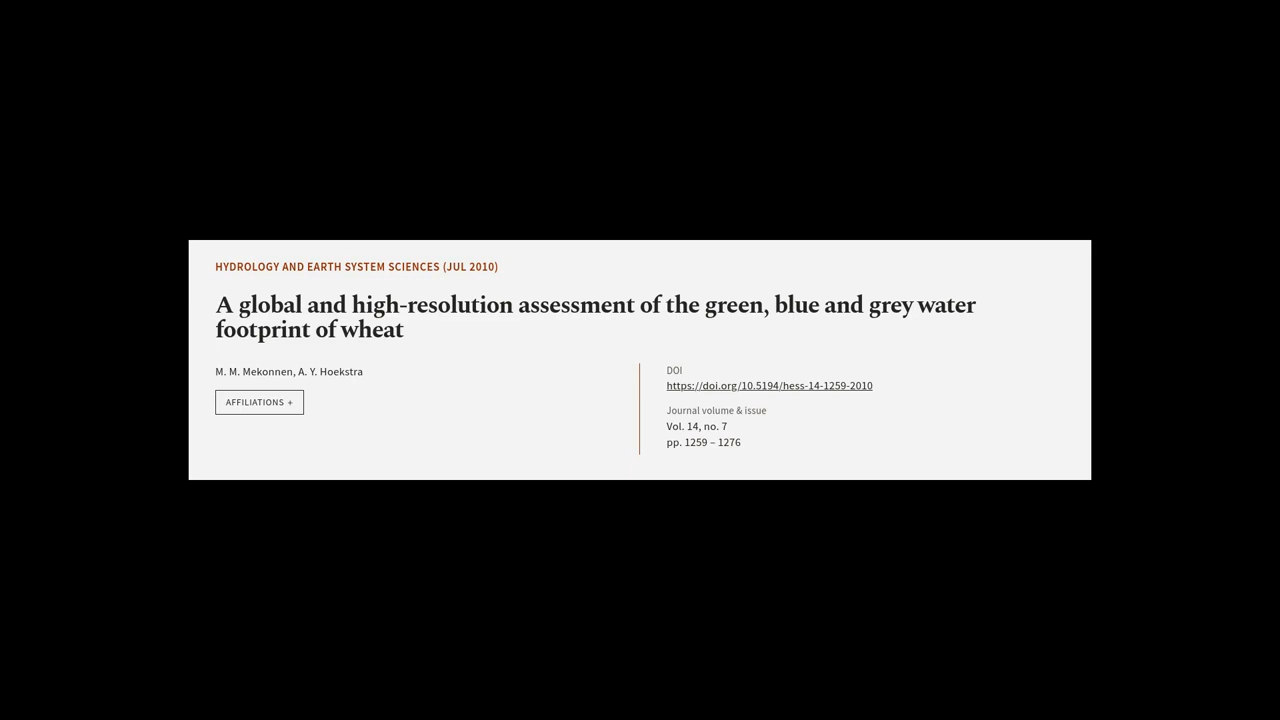 HYDROLOGY AND EARTH SYSTEM SCIENCES (JUL 2010)
A global and high-resolution assessment of the green, blue and grey water
footprint of wheat
M. M. Mekonnen, A. Y. Hoekstra
AFFILIATIONS +
DOI
https://doi.org/10.5194/hess-14-1259-2010
Journal volume & issue
Vol. 14, no. 7
pp. 1259 – 1276